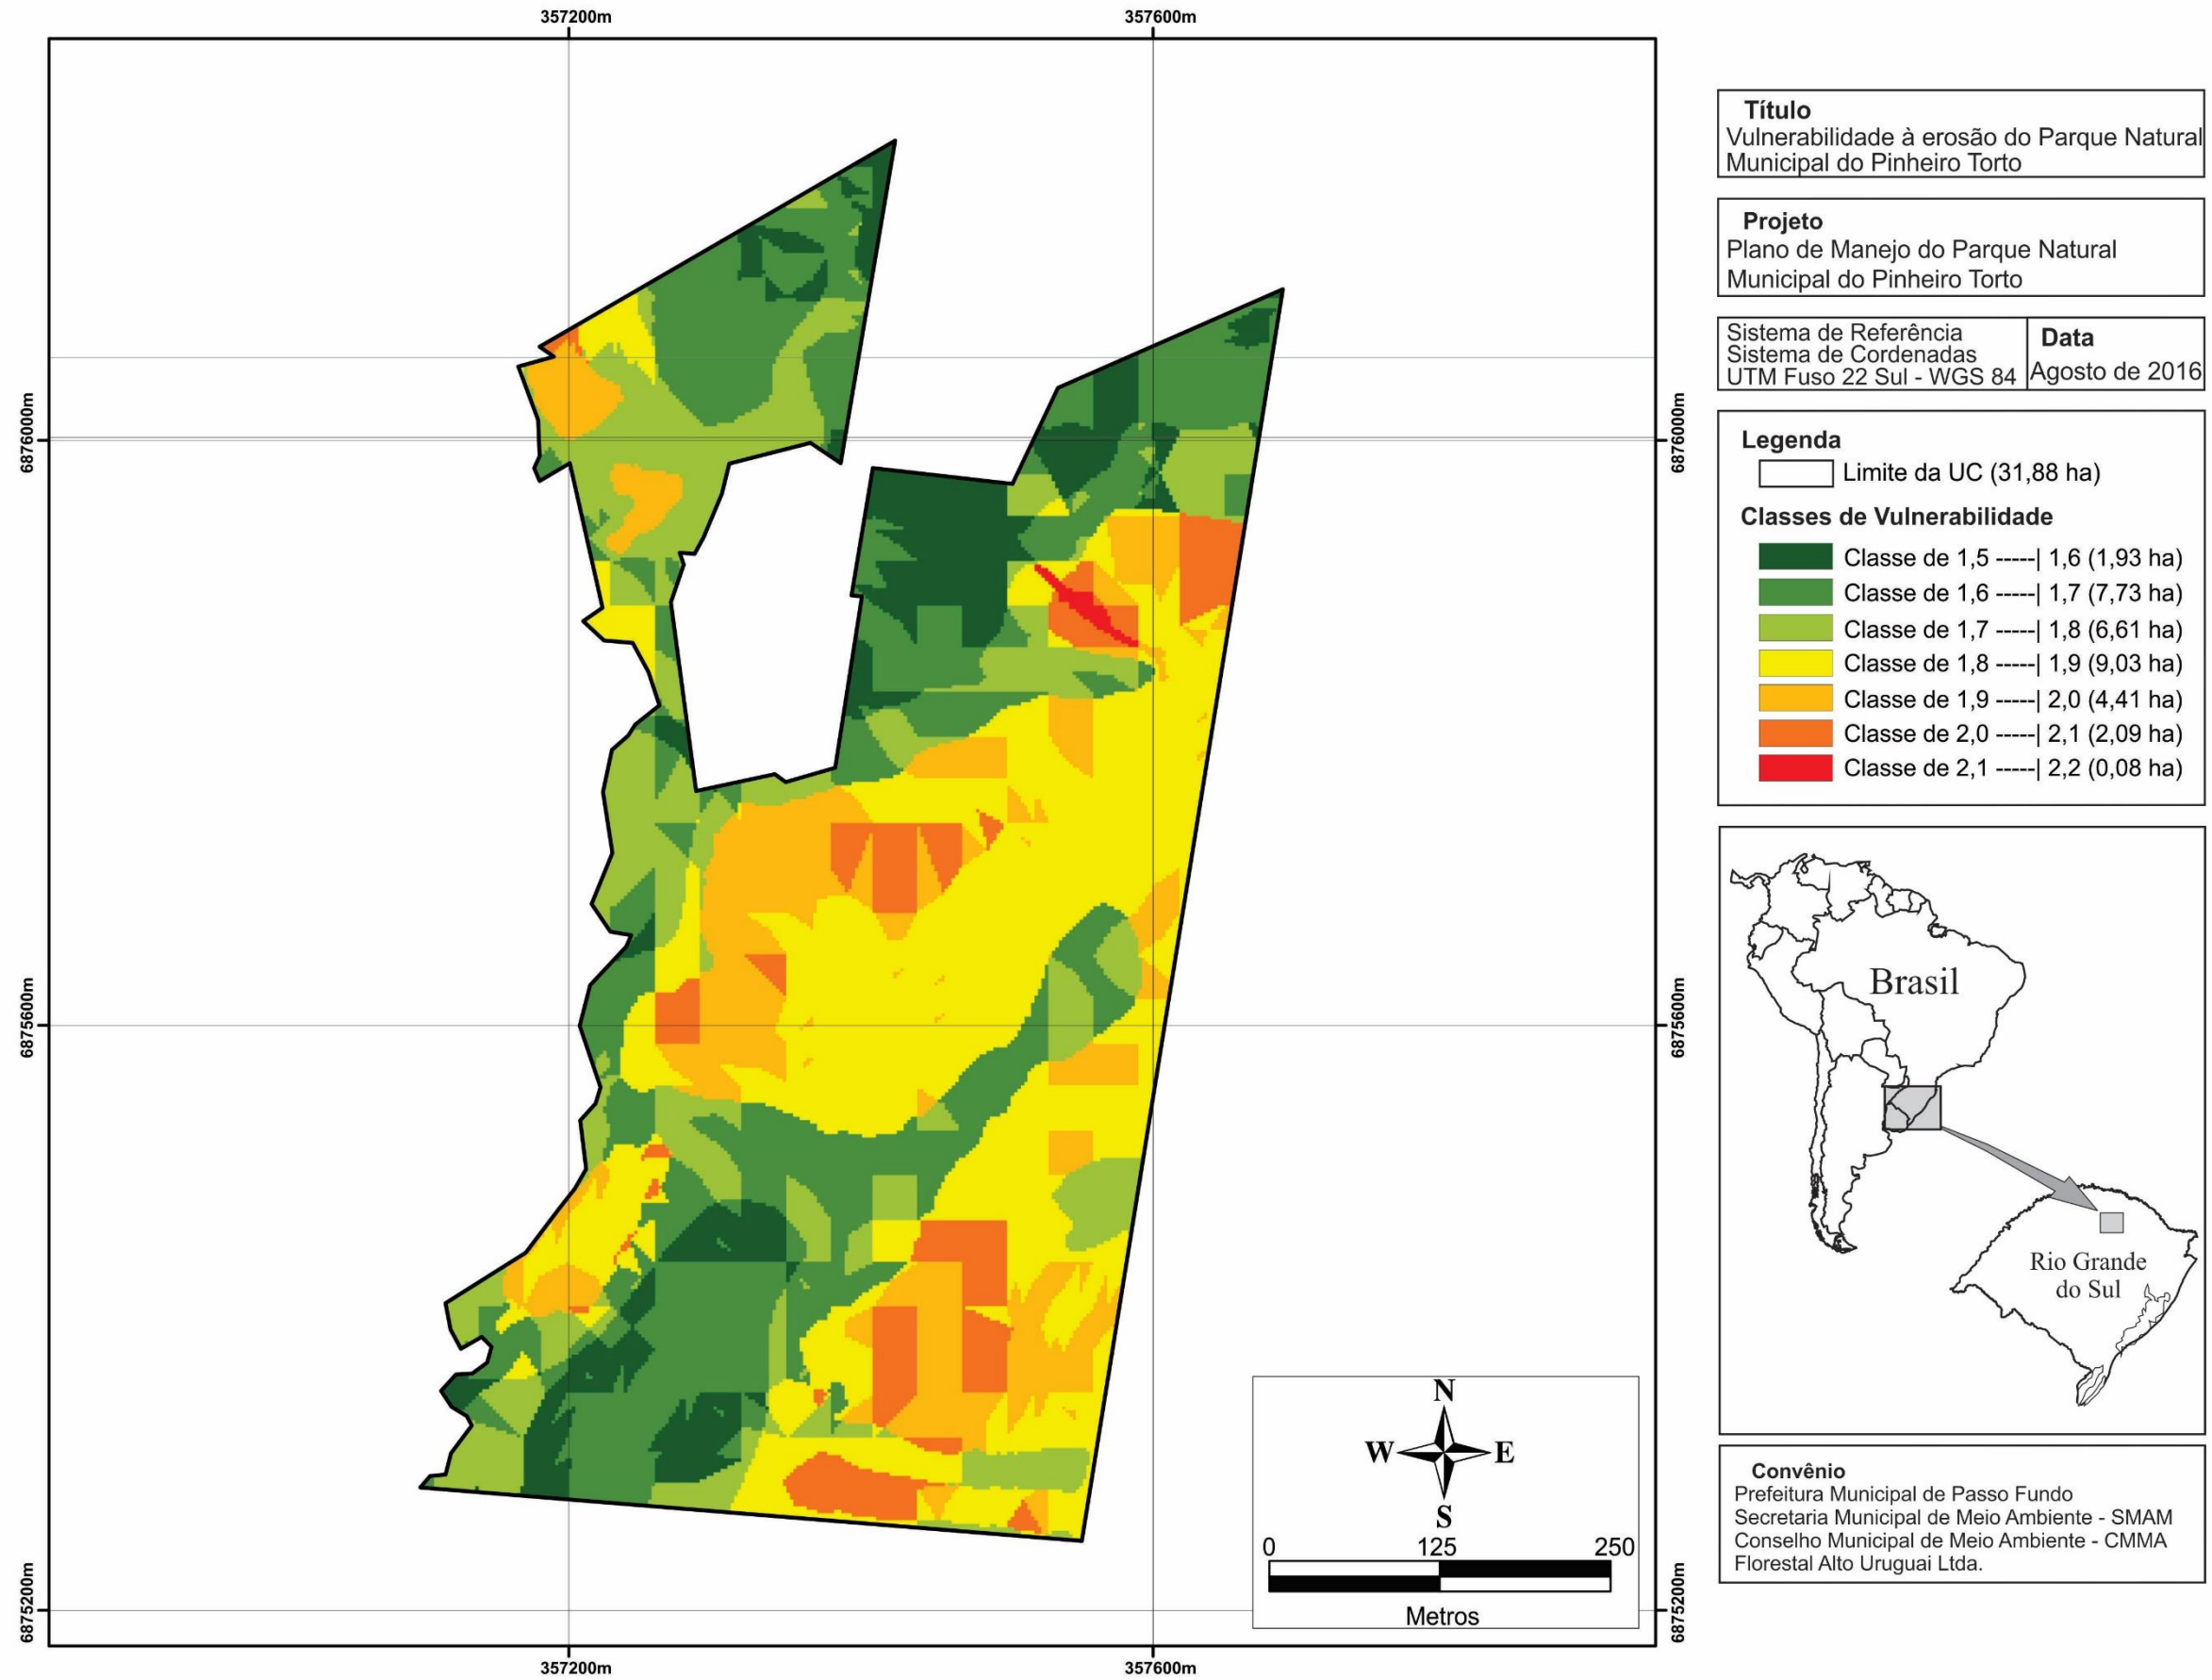 357200m
357600m
6876000m
6875600m
6875200m
6876000m
6875600m
6875200m
357200m
357600m
N
W
E
S
0
125
250
Metros
Título
Vulnerabilidade à erosão do Parque Natural
Municipal do Pinheiro Torto
Projeto
Plano de Manejo do Parque Natural
Municipal do Pinheiro Torto
Sistema de Referência
Sistema de Cordenadas
UTM Fuso 22 Sul - WGS 84
Data
Agosto de 2016
Legenda
Limite da UC (31,88 ha)
Classes de Vulnerabilidade
Classe de 1,5 -----| 1,6 (1,93 ha)
Classe de 1,6 -----| 1,7 (7,73 ha)
Classe de 1,7 -----| 1,8 (6,61 ha)
Classe de 1,8 -----| 1,9 (9,03 ha)
Classe de 1,9 -----| 2,0 (4,41 ha)
Classe de 2,0 -----| 2,1 (2,09 ha)
Classe de 2,1 -----| 2,2 (0,08 ha)
Brasil
Rio Grande
do Sul
Convênio
Prefeitura Municipal de Passo Fundo
Secretaria Municipal de Meio Ambiente - SMAM
Conselho Municipal de Meio Ambiente - CMMA
Florestal Alto Uruguai Ltda.